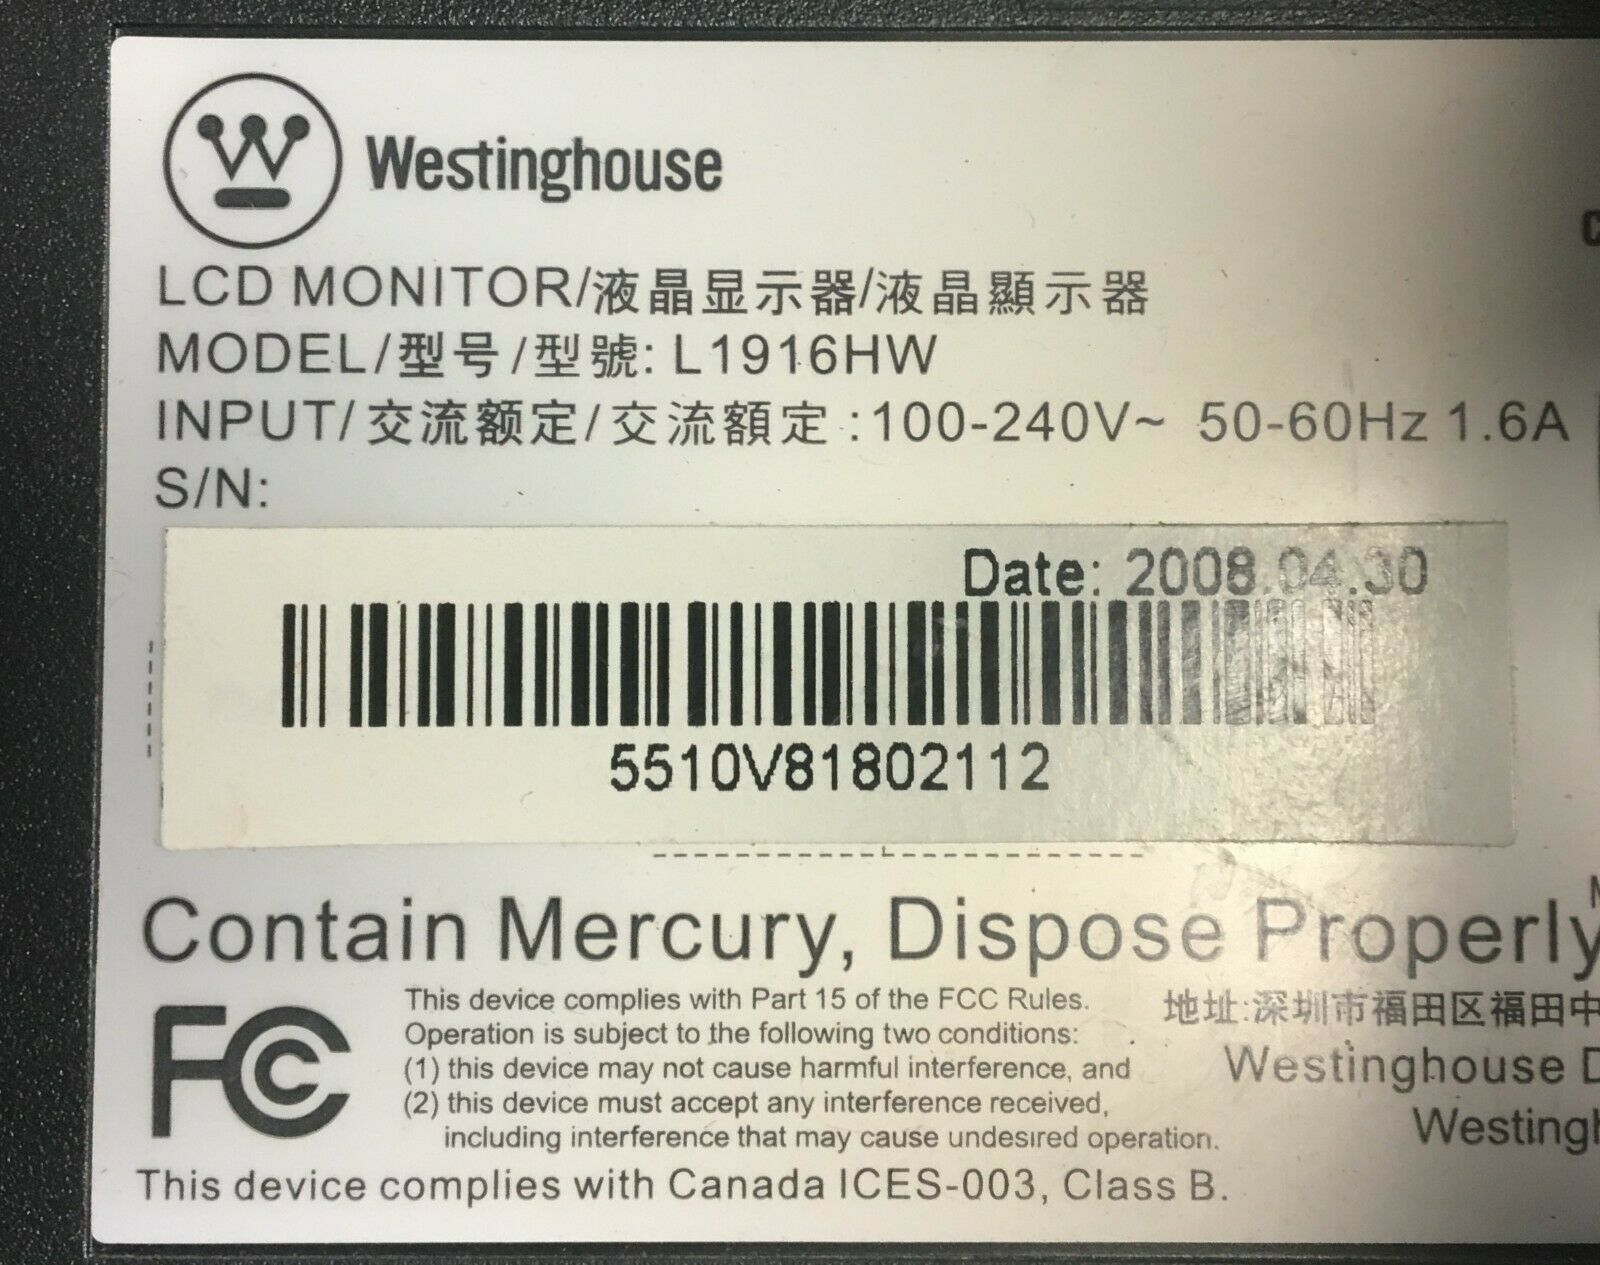 Westinghouse
LCD MONITOR/液晶显示器/液晶顯示器
MODEL/型号/型號: L1916HW
INPUT/交流额定/交流額定:100-240V~ 50-60Hz 1.6A
S/N:
Date: 2008.04.30
5510V81802112
Contain Mercury, Dispose Properly
FC
This device complies with Part 15 of the FCC Rules.
Operation is subject to the following two conditions:
(1) this device may not cause harmful interference, and
(2) this device must accept any interference received,
including interference that may cause undesired operation.
This device complies with Canada ICES-003, Class B.
地址:深圳市福田区福田中
Westinghouse D
Westingh